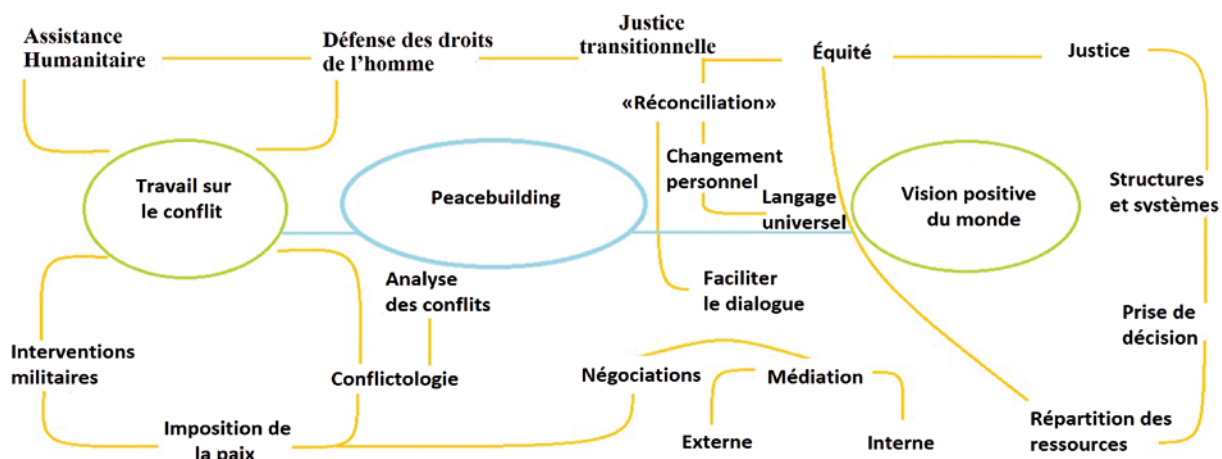 Assistance
Humanitaire
Défense des droits
de l’homme
Justice
transitionnelle
Équité
Justice
«Réconciliation»
Travail sur
le conflit
Peacebuilding
Changement
personnel
Langage
universel
Vision positive
du monde
Structures
et systèmes
Analyse
des conflits
Faciliter
le dialogue
Prise de
décision
Interventions
militaires
Conflictologie
Négociations
Médiation
Imposition de
la paix
Externe
Interne
Répartition des
ressources